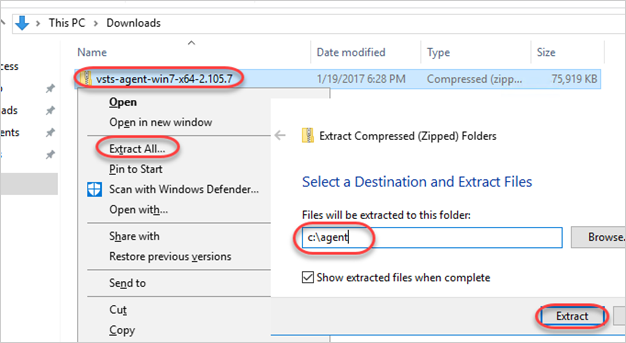 This PC > Downloads
Name Date modified Type Size
cess
vsts-agent-win7-x64-2.105.7 1/19/2017 6:28 PM Compressed (zipp... 75,919 KB
Open
Open in new window
oads
Extract All...
ents
Pin to Start
Scan with Windows Defender...
Open with...
Share with
Restore previous versions
Send to
Cut
Copy
Extract Compressed (Zipped) Folders
Select a Destination and Extract Files
Files will be extracted to this folder:
c:\agent
Browse..
Show extracted files when complete
Extract